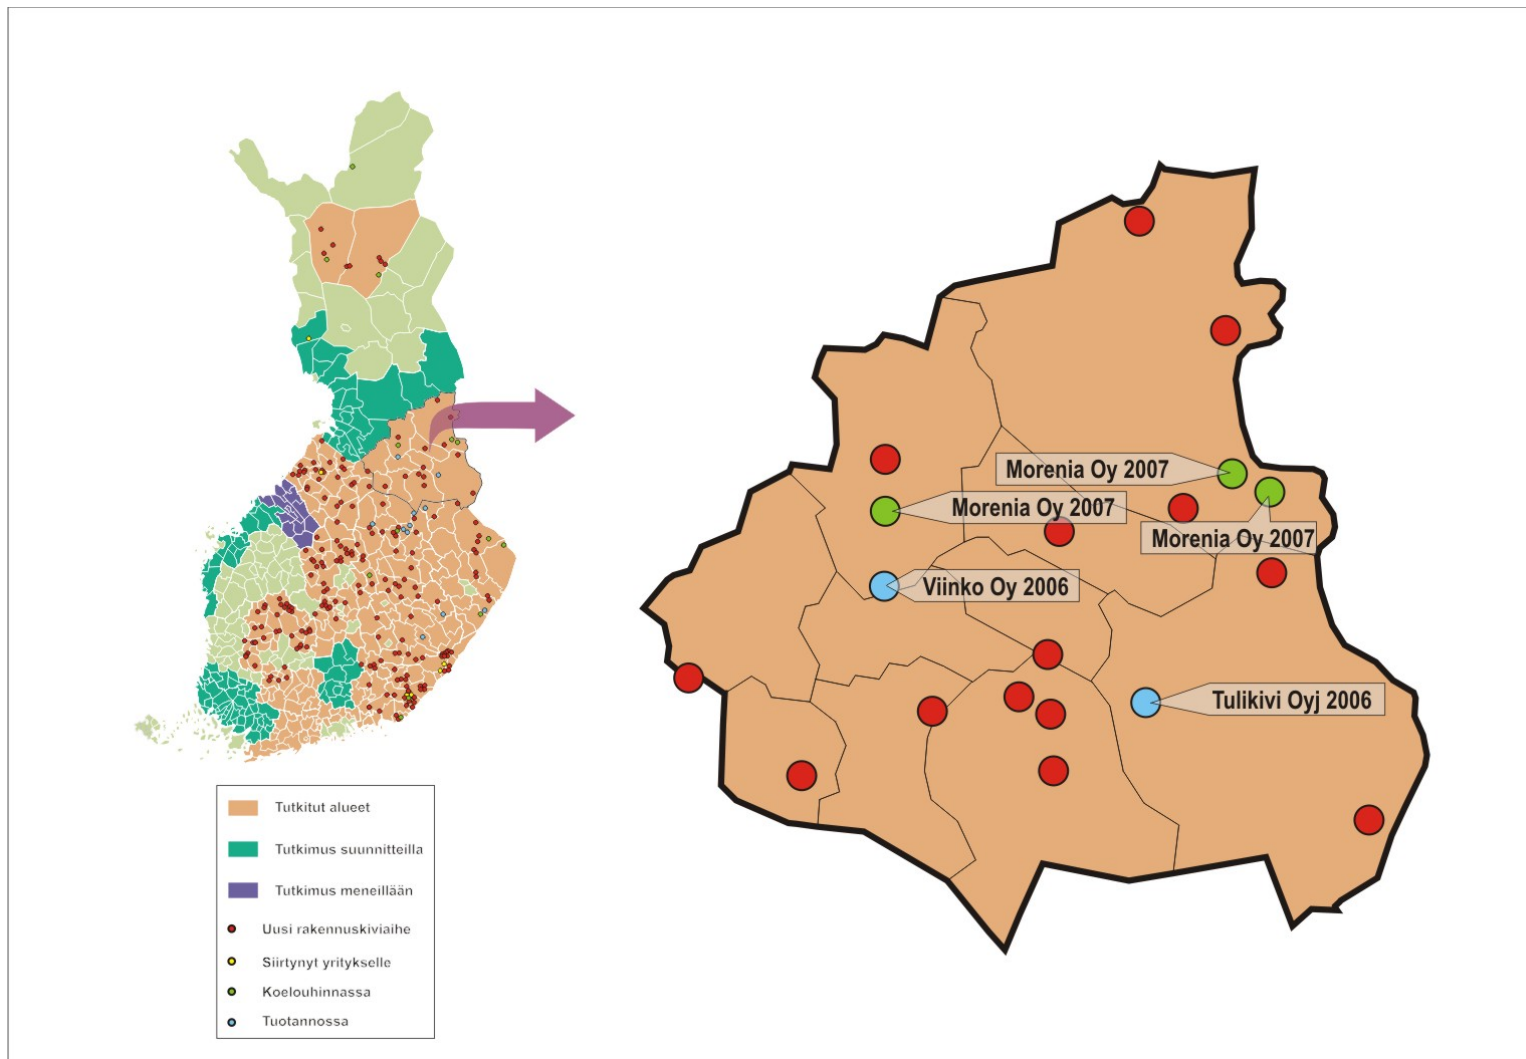 Morenia Oy 2007
Morenia Oy 2007
Morenia Oy 2007
Viinko Oy 2006
Tulikivi Oyj 2006
Tutkitut alueet
Tutkimus suunnitteilla
Tutkimus meneillään
Uusi rakennuskiviaihe
Siirtynyt yritykselle
Koelouhinnassa
Tuotannossa